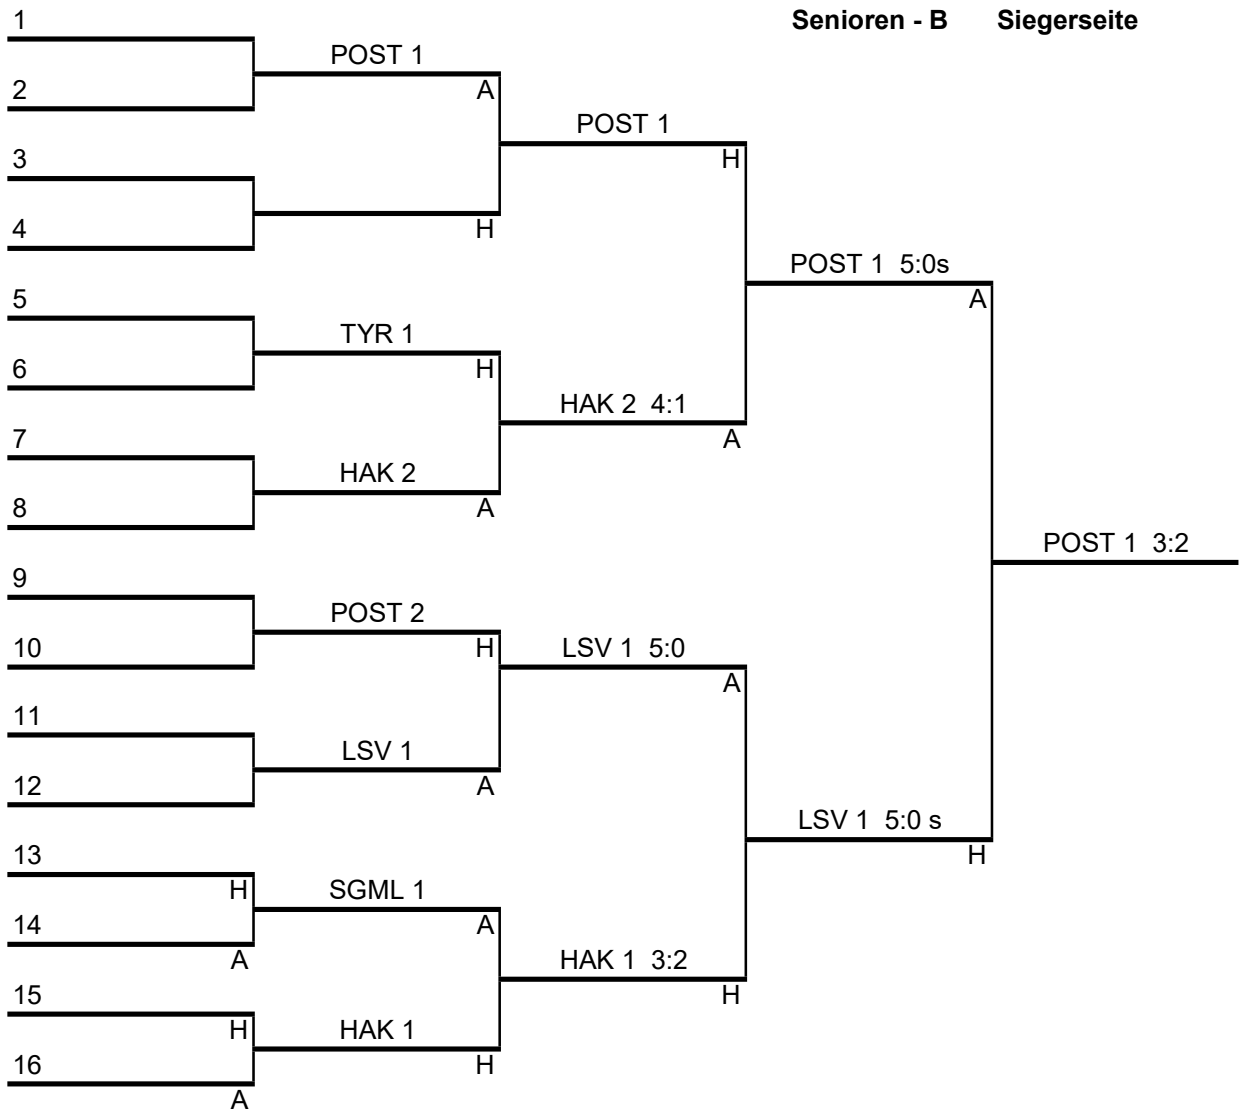 1
Senioren - B Siegerseite
POST 1
2
A
POST 1
3
H
4
H
POST 1 5:0s
5
A
TYR 1
6
H
HAK 2 4:1
7
A
HAK 2
8
A
POST 1 3:2
9
POST 2
10
H
LSV 1 5:0
A
11
LSV 1
12
A
LSV 1 5:0 s
13
H
H
SGML 1
14
A
A
HAK 1 3:2
15
H
H
HAK 1
16
H
A